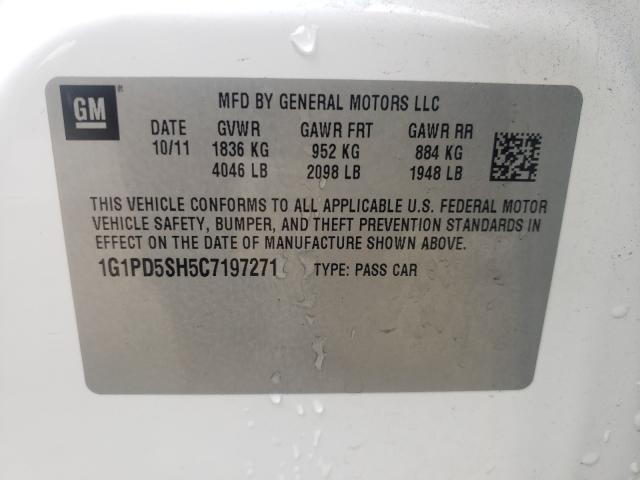 GM ®
MFD BY GENERAL MOTORS LLC
DATE GVWR GAWR FRT GAWR RR
10/11 1836 KG 952 KG 884 KG
4046 LB 2098 LB 1948 LB
THIS VEHICLE CONFORMS TO ALL APPLICABLE U.S. FEDERAL MOTOR
VEHICLE SAFETY, BUMPER, AND THEFT PREVENTION STANDARDS IN
EFFECT ON THE DATE OF MANUFACTURE SHOWN ABOVE.
1G1PD5SH5C7197271 TYPE: PASS CAR